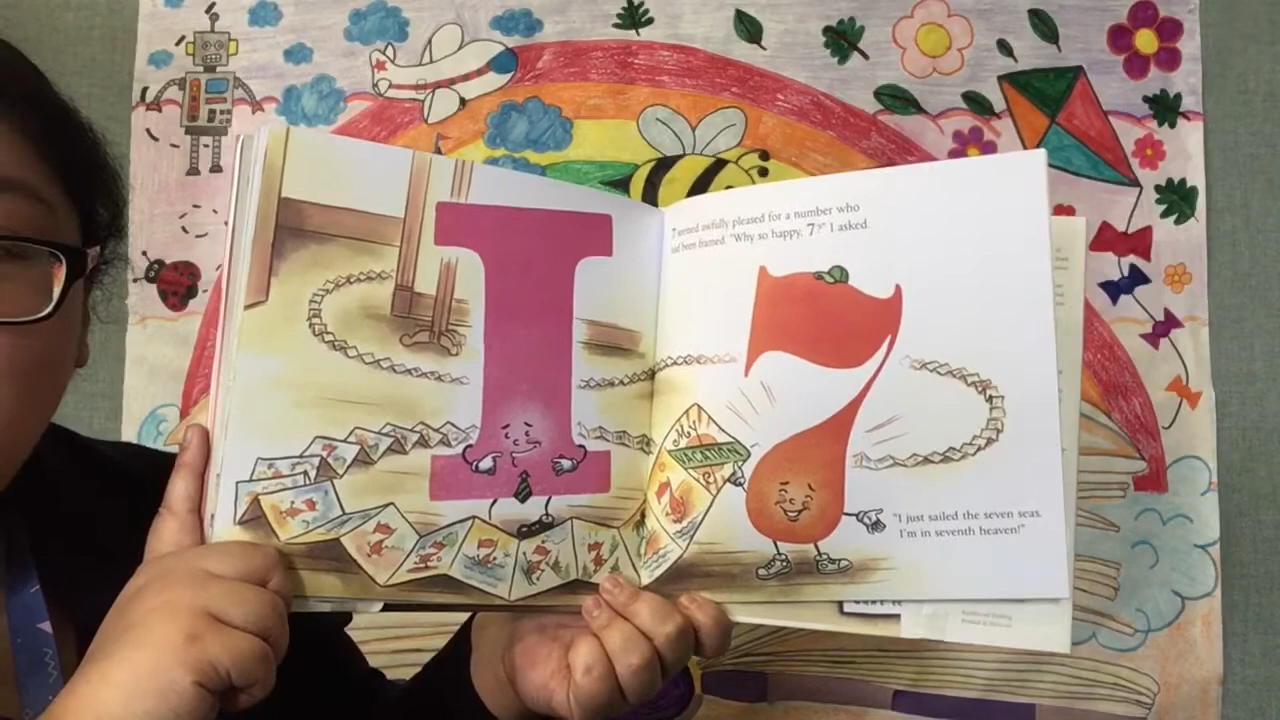 7 seemed awfully pleased for a number who
had been framed. "Why so happy, 7?" I asked.
I
7
My
VACATION
"I just sailed the seven seas.
I'm in seventh heaven!"